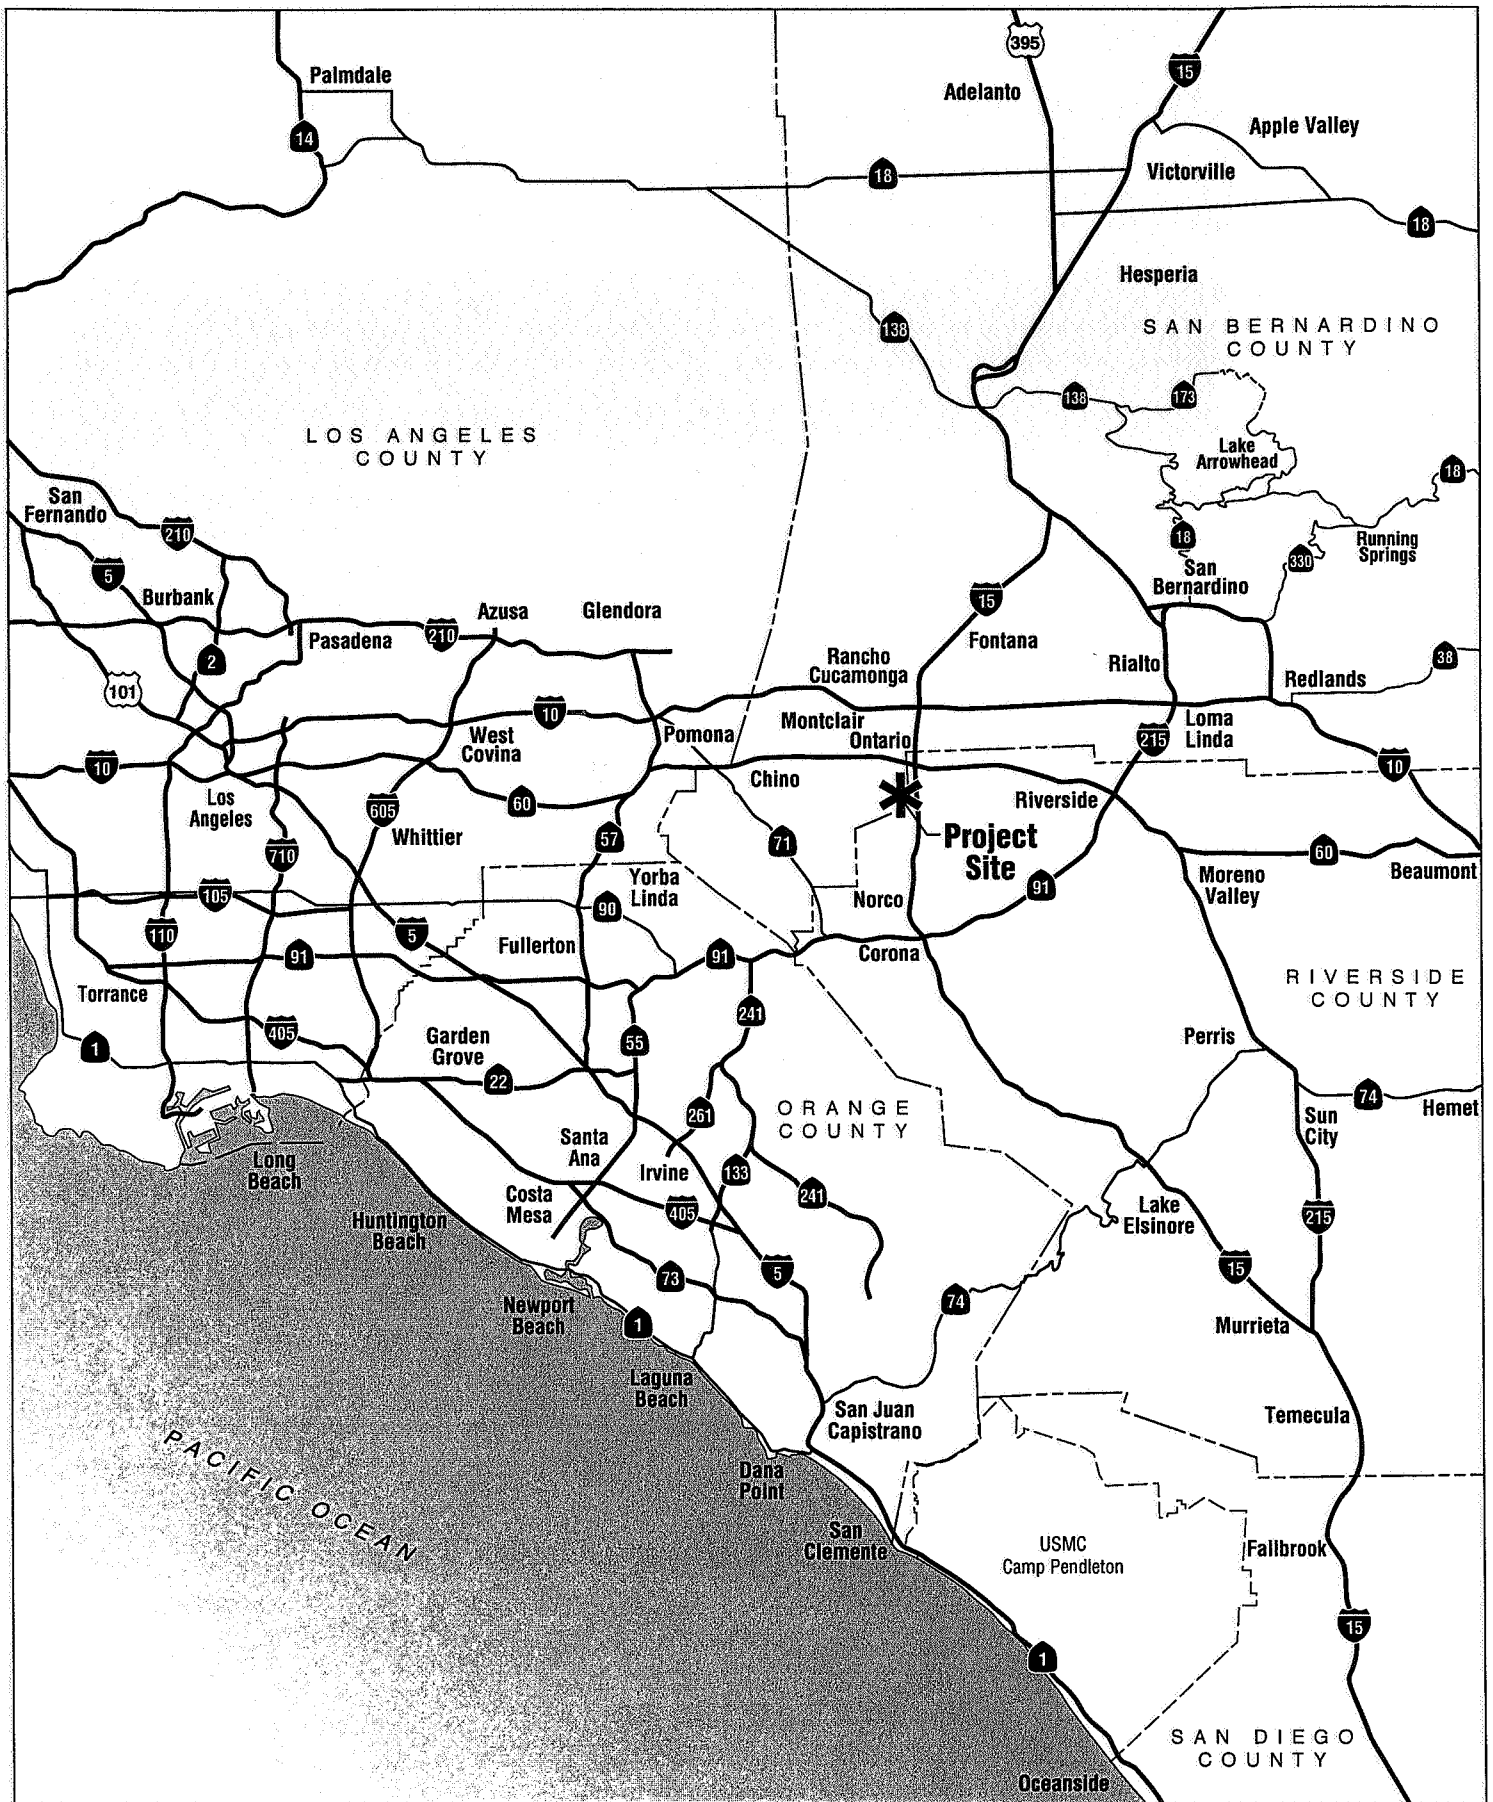 395
15
Palmdale
Adelanto
Apple Valley
14
Victorville
18
18
Hesperia
138
SAN BERNARDINO
COUNTY
138
173
LOS ANGELES
COUNTY
Lake
Arrowhead
18
San
Fernando
210
18
Running
Springs
330
5
San
Bernardino
Burbank
15
Azusa
Glendora
Pasadena
210
Fontana
2
Rancho
Cucamonga
Rialto
38
101
Redlands
10
Montclair
Loma
Linda
West
Covina
Pomona
Ontario
215
10
10
Chino
Los
Angeles
605
60
Riverside
Whittier
57
71
Project
Site
710
60
Beaumont
Moreno
Valley
105
Yorba
Linda
91
Norco
90
110
5
Fullerton
91
91
Corona
Torrance
RIVERSIDE
COUNTY
241
405
Garden
Grove
55
Perris
1
22
74
Hemet
261
ORANGE
COUNTY
Sun
City
Santa
Ana
Irvine
133
Long
Beach
241
Costa
Mesa
405
Lake
Elsinore
215
Huntington
Beach
15
73
5
Newport
Beach
74
1
Murrieta
Laguna
Beach
San Juan
Capistrano
Temecula
PACIFIC OCEAN
Dana
Point
San
Clemente
USMC
Camp Pendleton
Fallbrook
15
1
SAN DIEGO
COUNTY
Oceanside